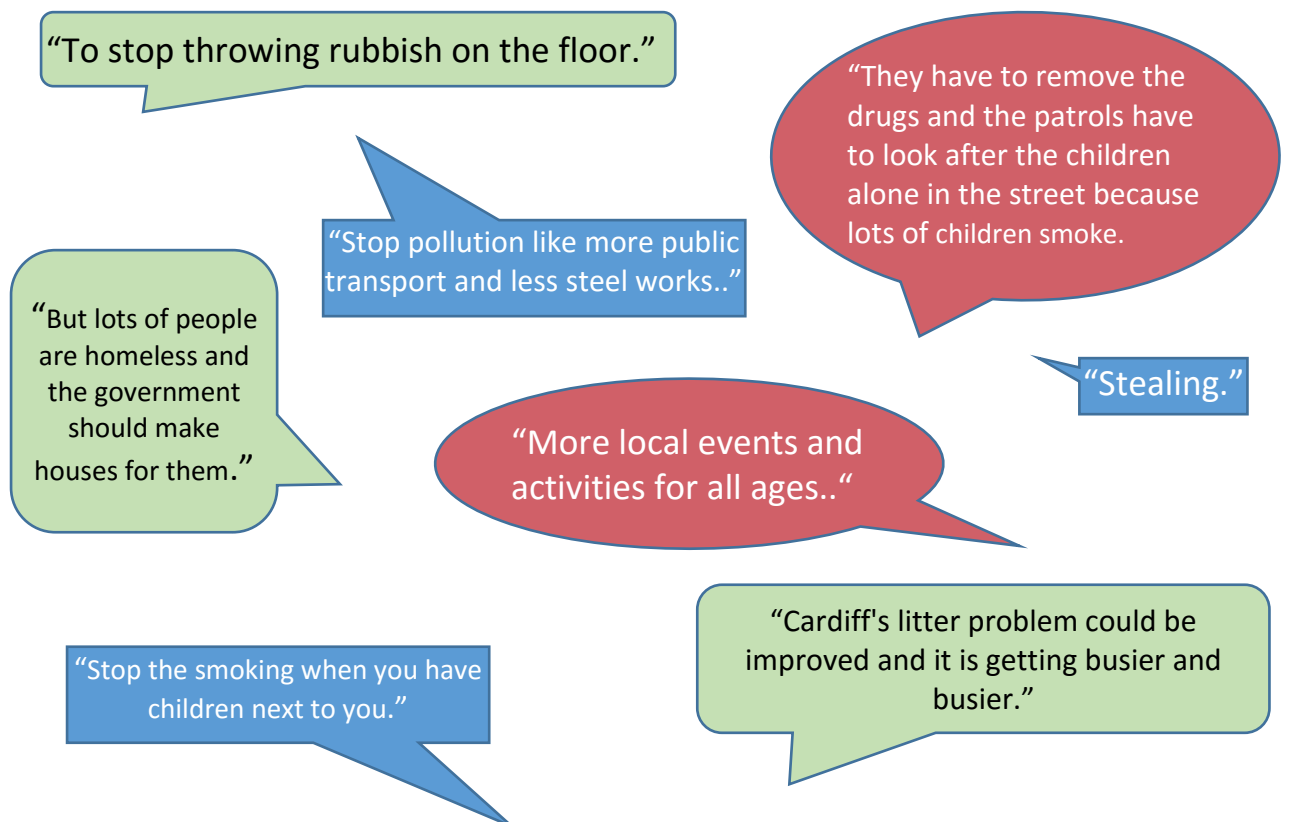 “To stop throwing rubbish on the floor.”
“They have to remove the
drugs and the patrols have
to look after the children
alone in the street because
lots of children smoke.
“Stop pollution like more public
transport and less steel works..”
“But lots of people
are homeless and
the government
should make
houses for them.”
“Stealing.”
“More local events and
activities for all ages..“
“Cardiff's litter problem could be
improved and it is getting busier and
busier.”
“Stop the smoking when you have
children next to you.”